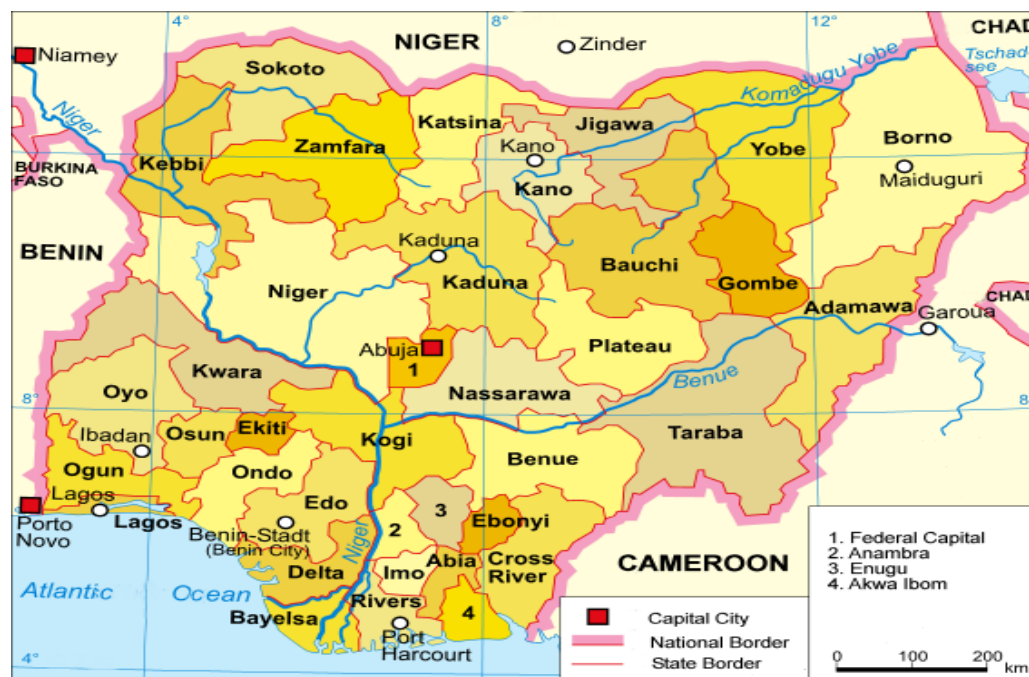 4°
8°
12°
CHAD
NIGER
Zinder
Niamey
Tschad-
see
Sokoto
Komadugu Yobe
Niger
Katsina
Jigawa
Zamfara
Kano
Yobe
Borno
BURKINA
FASO
Kebbi
Kano
Maiduguri
BENIN
Kaduna
Bauchi
Niger
Kaduna
Gombe
CHAD
Adamawa
Garoua
Abuja
1
Plateau
Kwara
Benue
Oyo
Nassarawa
8°
8°
Ibadan
Osun
Ekiti
Kogi
Taraba
Ogun
Ondo
Benue
Lagos
Edo
3
Porto
Novo
Lagos
Benin-Stadt
(Benin City)
Niger
2
Ebonyi
CAMEROON
Delta
Imo
Abia
Cross
River
Atlantic Ocean
Bayelsa
Rivers
4
Port
Harcourt
4°
4°
8°
1. Federal Capital
2. Anambra
3. Enugu
4. Akwa Ibom
Capital City
National Border
State Border
0 100 200
km